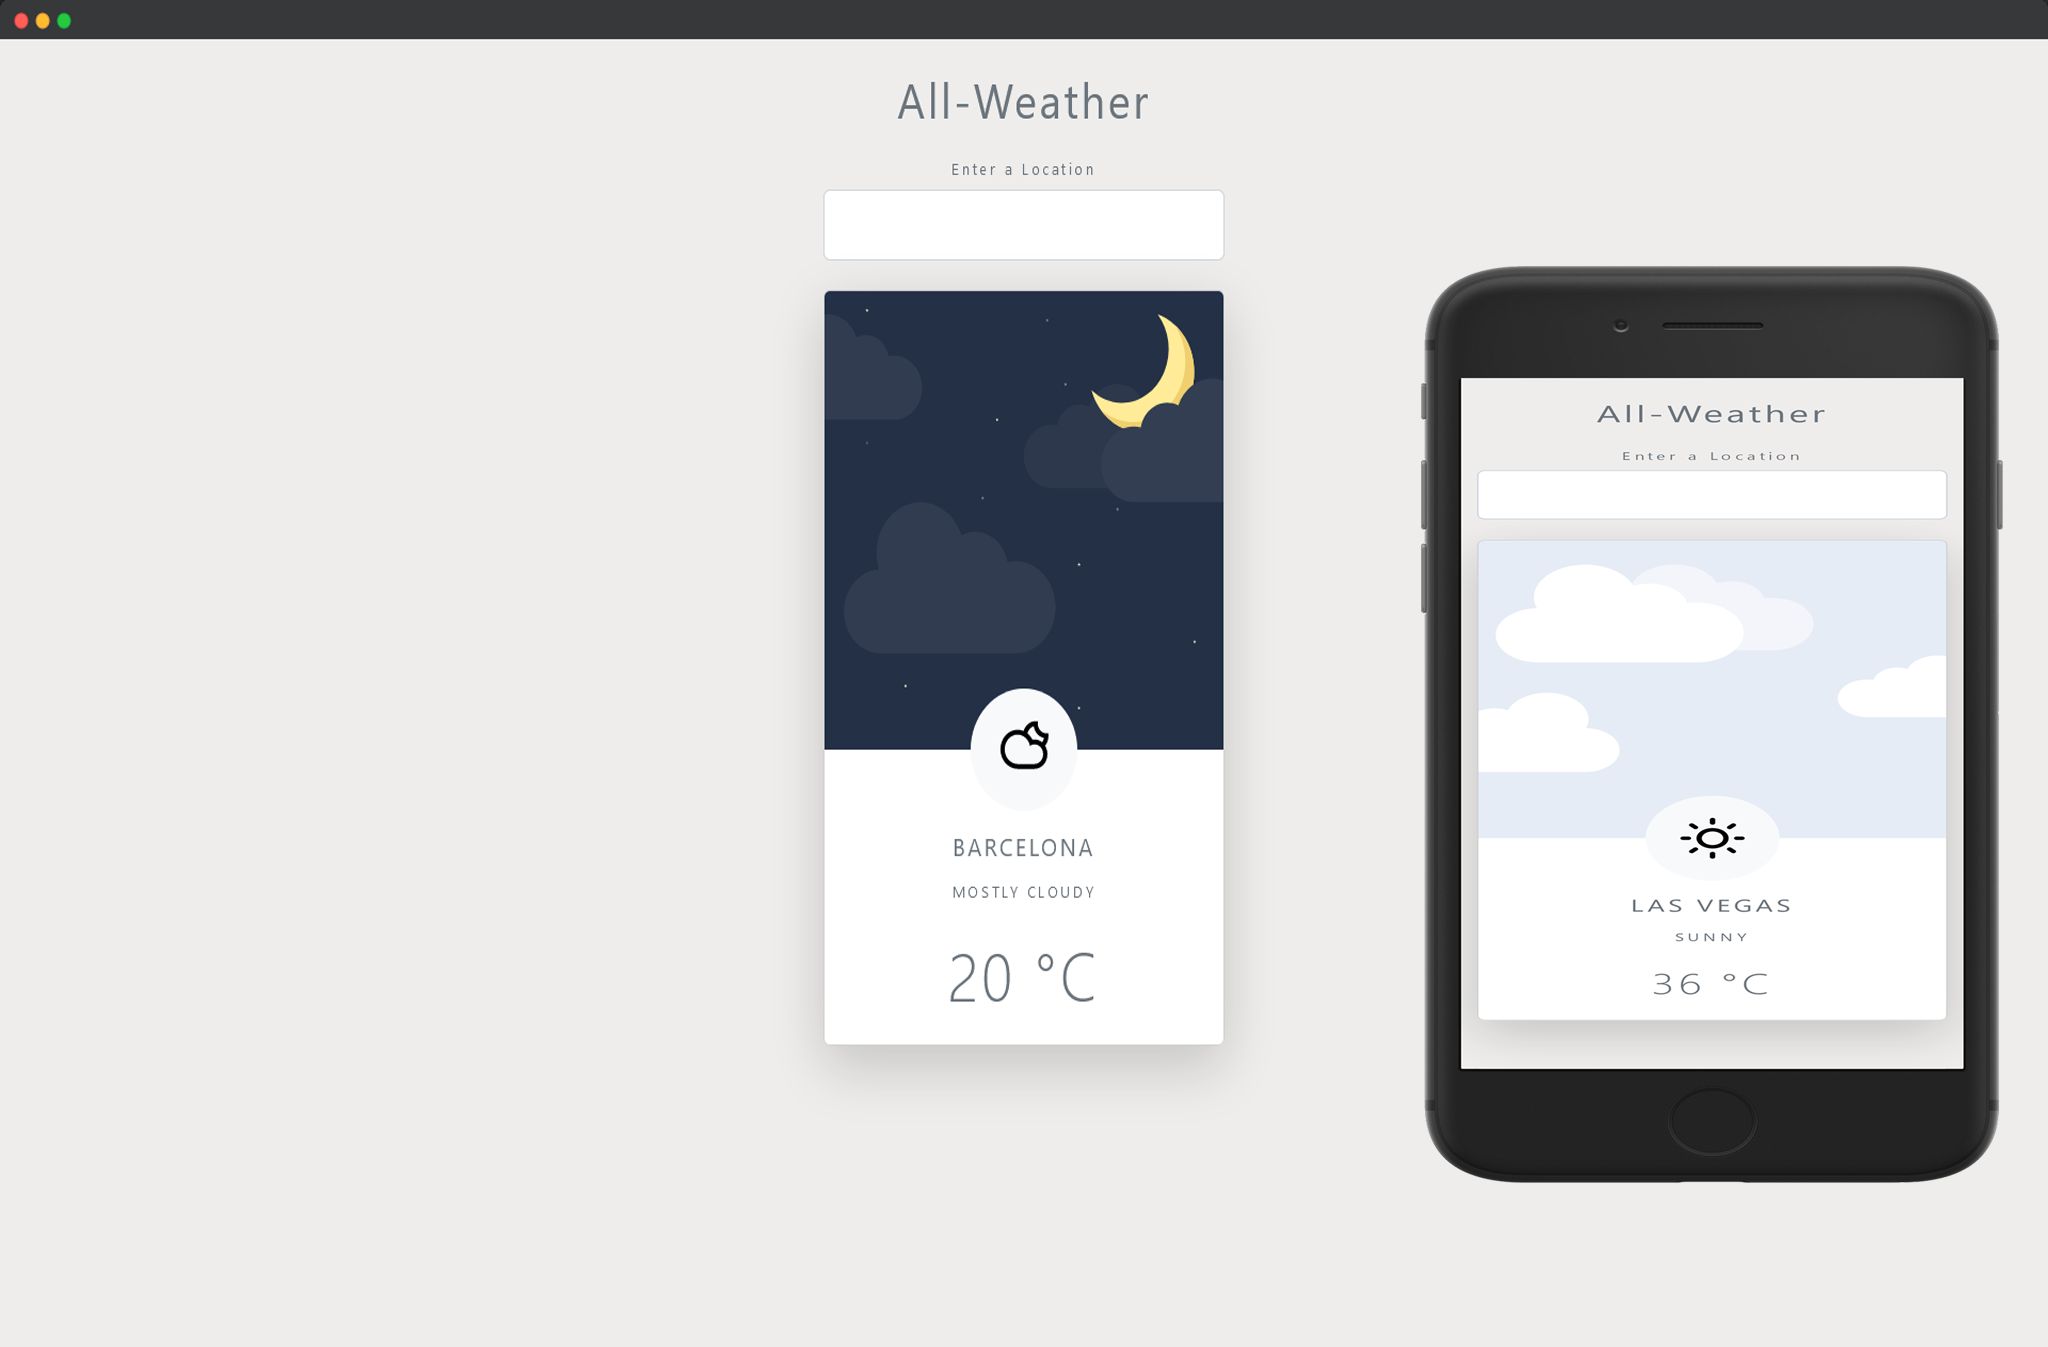 All-Weather
Enter a Location
BARCELONA
MOSTLY CLOUDY
20 °C
All-Weather
Enter a Location
LAS VEGAS
SUNNY
36 °C